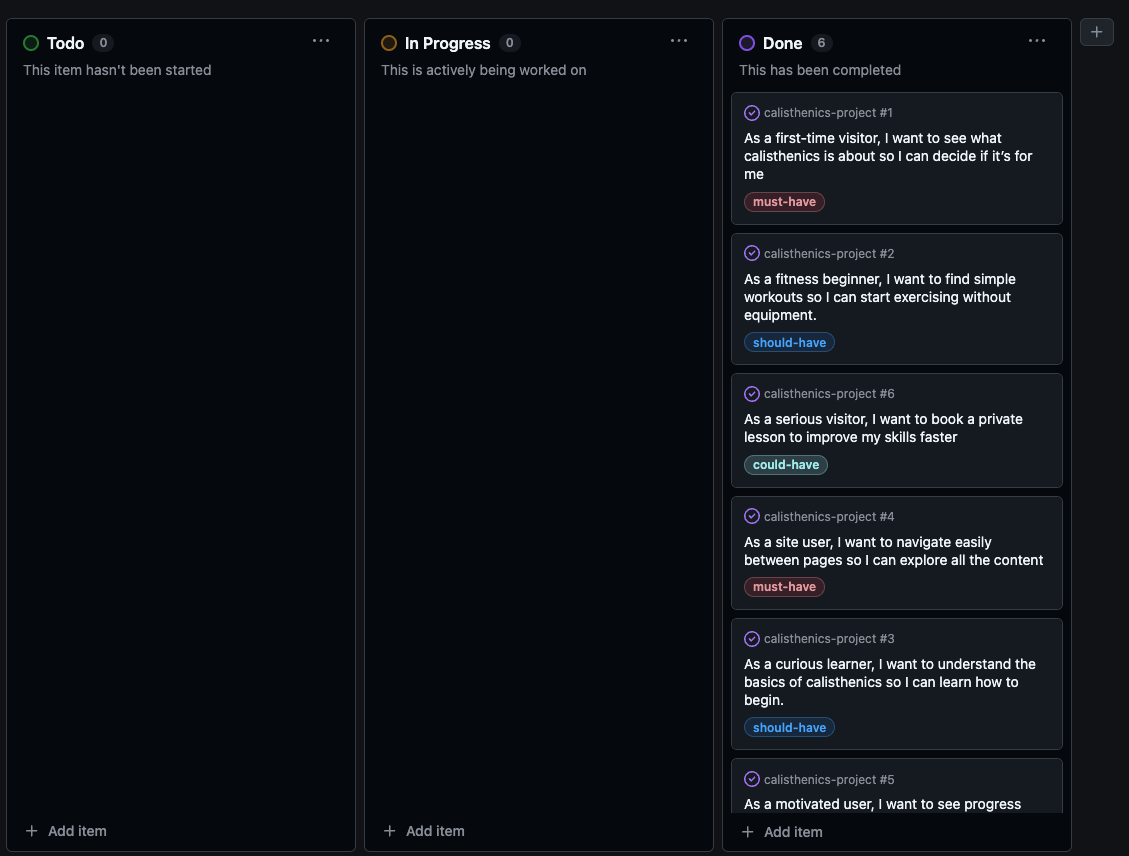 Todo 0
This item hasn't been started
Add item
In Progress 0
This is actively being worked on
Add item
Done 6
This has been completed
calisthenics-project #1
As a first-time visitor, I want to see what
calisthenics is about so I can decide if it’s for
me
must-have
calisthenics-project #2
As a fitness beginner, I want to find simple
workouts so I can start exercising without
equipment.
should-have
calisthenics-project #6
As a serious visitor, I want to book a private
lesson to improve my skills faster
could-have
calisthenics-project #4
As a site user, I want to navigate easily
between pages so I can explore all the content
must-have
calisthenics-project #3
As a curious learner, I want to understand the
basics of calisthenics so I can learn how to
begin.
should-have
calisthenics-project #5
As a motivated user, I want to see progress
Add item